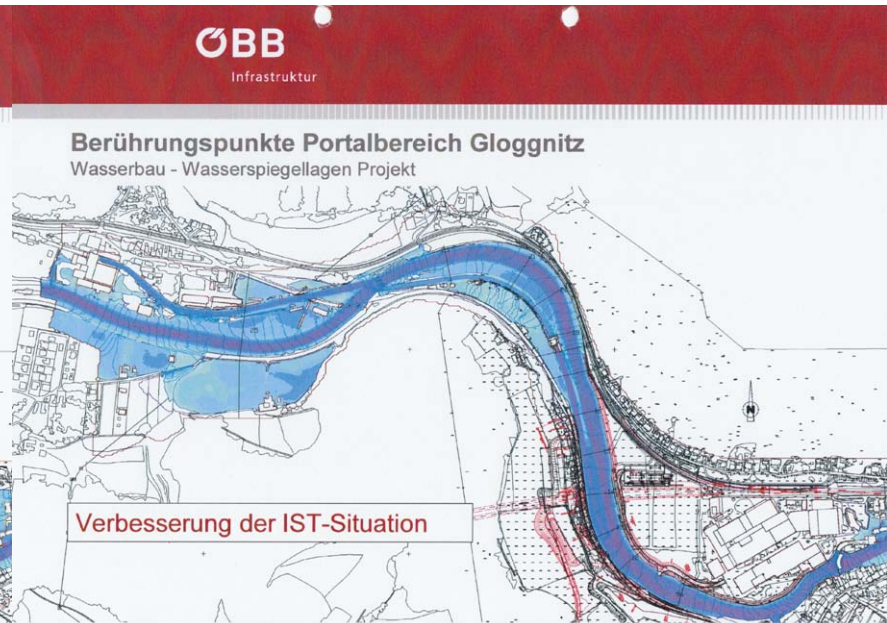 ÖBB
Infrastruktur
Berührungspunkte Portalbereich Gloggnitz
Wasserbau - Wasserspiegellagen Projekt
N
Verbesserung der IST-Situation